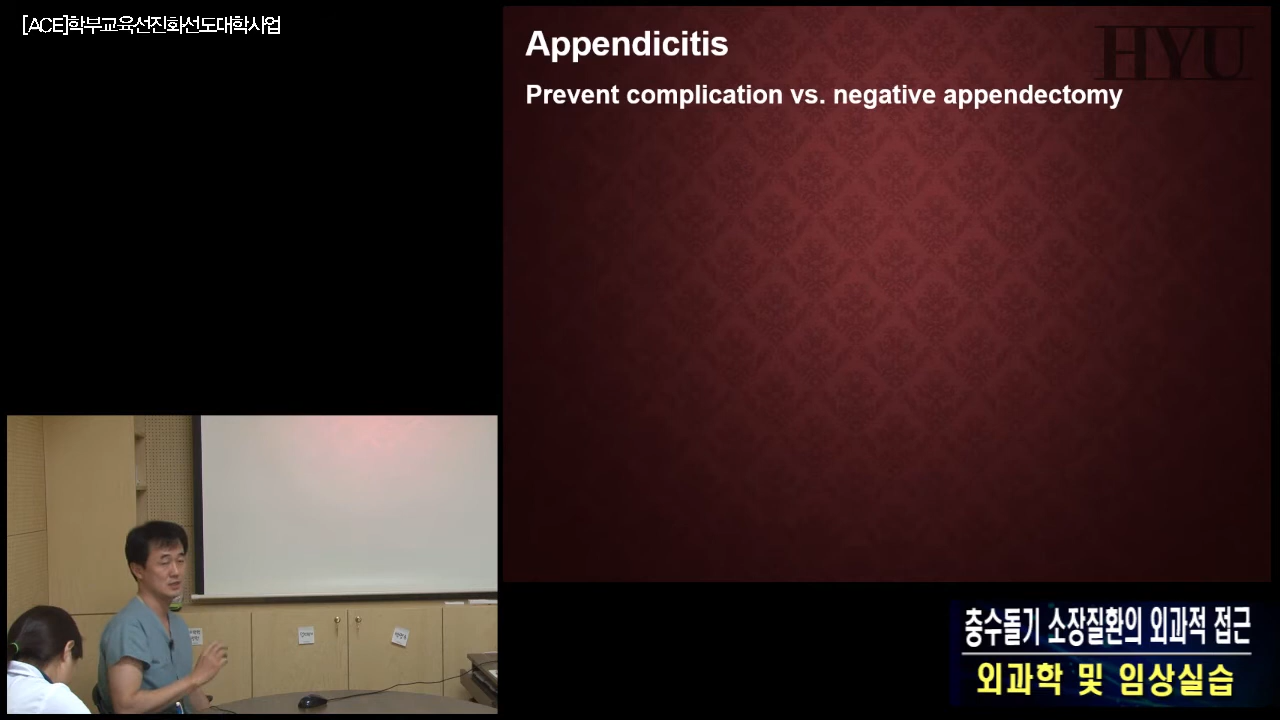 [ACE]학부교육선진화선도대학사업
Appendicitis
HYU
Prevent complication vs. negative appendectomy
충수돌기 소장질환의 외과적 접근
외과학 및 임상실습